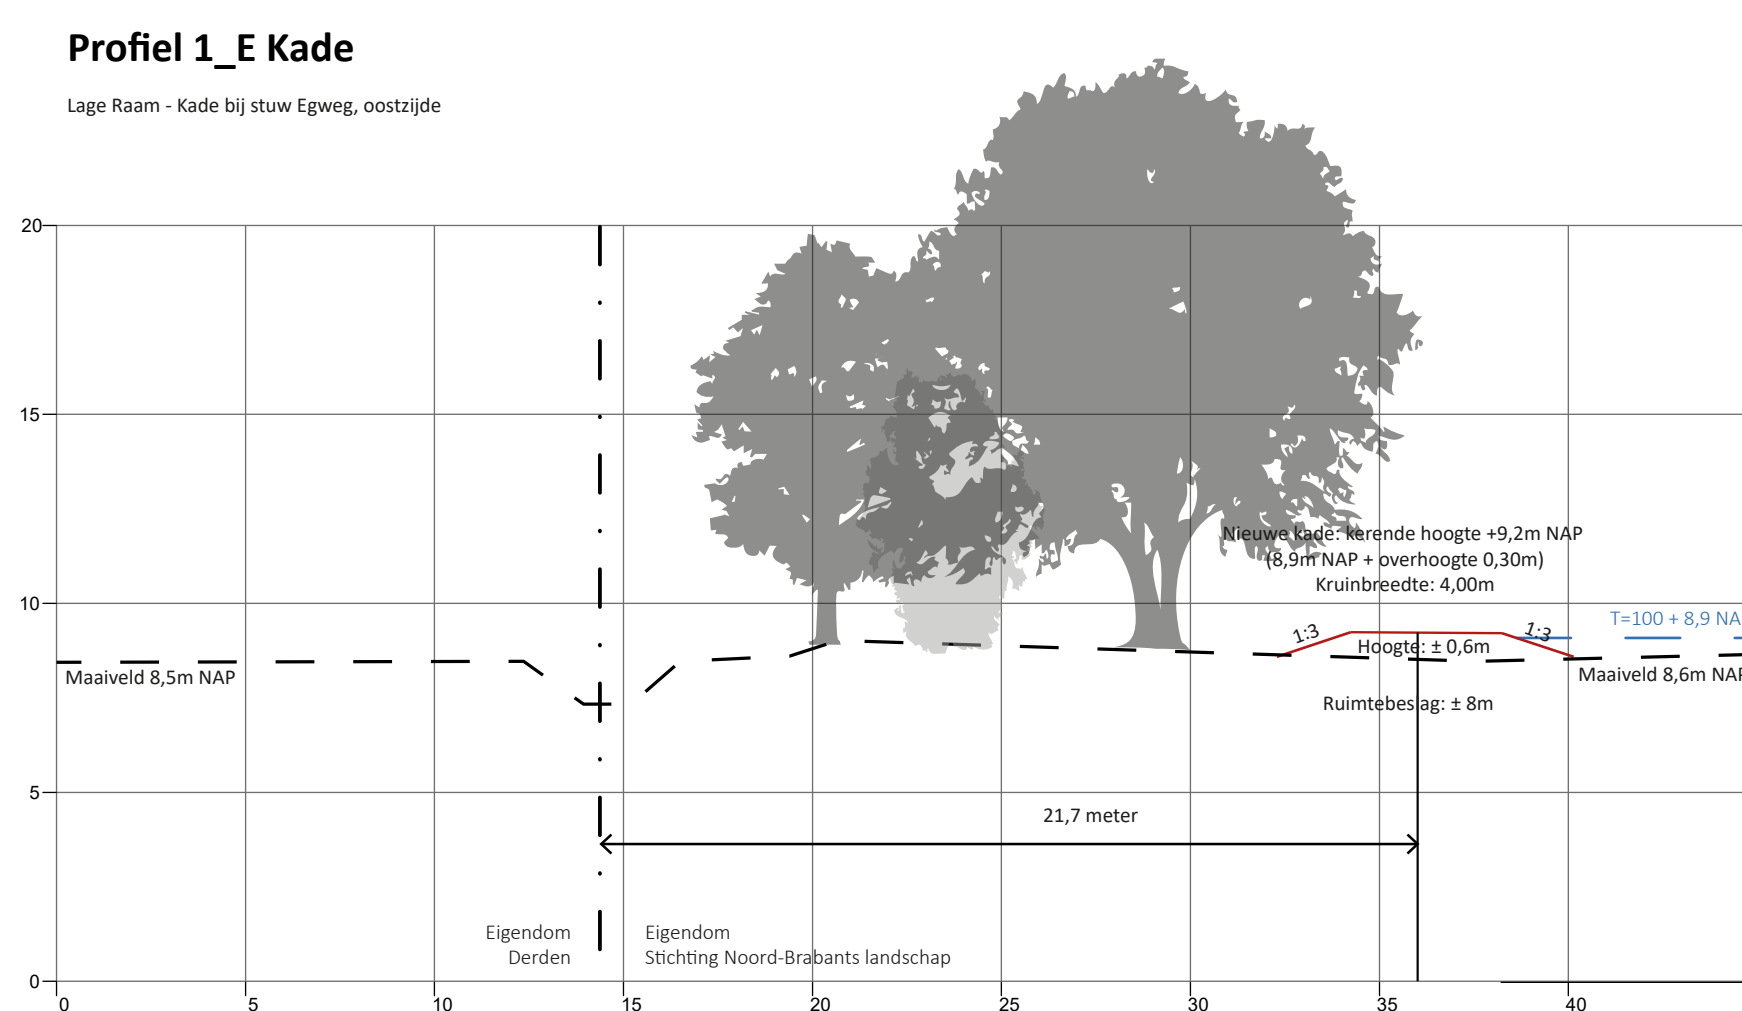 Profiel 1_E Kade
Lage Raam - Kade bij stuw Egweg, oostzijde
20
15
10
5
0
Nieuwe kade: kerende hoogte +9,2m NAP
(8,9m NAP + overhoogte 0,30m)
Kruinbreedte: 4,00m
T=100 + 8,9 NA
1:3
1:3
Hoogte: ± 0,6m
Maaiveld 8,5m NAP
Maaiveld 8,6m NAP
Ruimtebeslag: ± 8m
21,7 meter
Eigendom
Derden
Eigendom
Stichting Noord-Brabants landschap
0
5
10
15
20
25
30
35
40